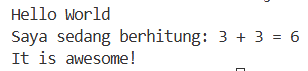 Hello World
Saya sedang berhitung: 3 + 3 = 6
It is awesome!